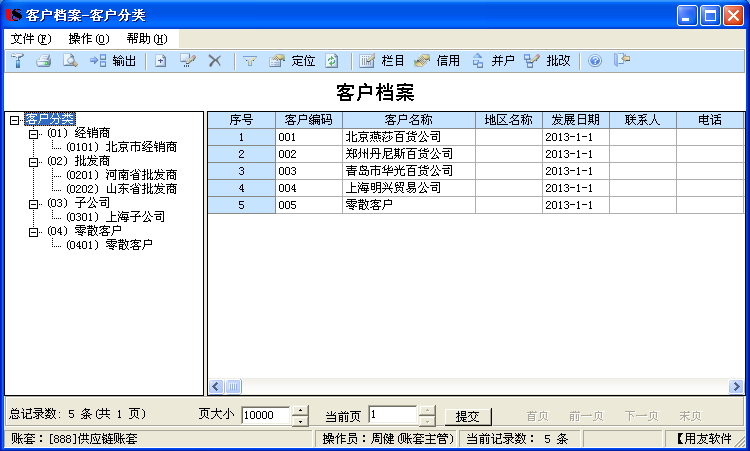 客户档案-客户分类
文件(F) 操作(O) 帮助(H)
输出 定位 栏目 信用 并户 批改
客户档案
客户分类
(01) 经销商
(0101) 北京市经销商
(02) 批发商
(0201) 河南省批发商
(0202) 山东省批发商
(03) 子公司
(0301) 上海子公司
(04) 零散客户
(0401) 零散客户
序号 客户编码 客户名称 地区名称 发展日期 联系人 电话
1 001 北京燕莎百货公司 2013-1-1
2 002 郑州丹尼斯百货公司 2013-1-1
3 003 青岛市华光百货公司 2013-1-1
4 004 上海明兴贸易公司 2013-1-1
5 005 零散客户 2013-1-1
总记录数: 5 条(共 1 页) 页大小 10000 当前页 1 提交 首页 前一页 下一页 末页
账套：[888]供应链账套 操作员：周健(账套主管) 当前记录数： 5 条 【用友软件